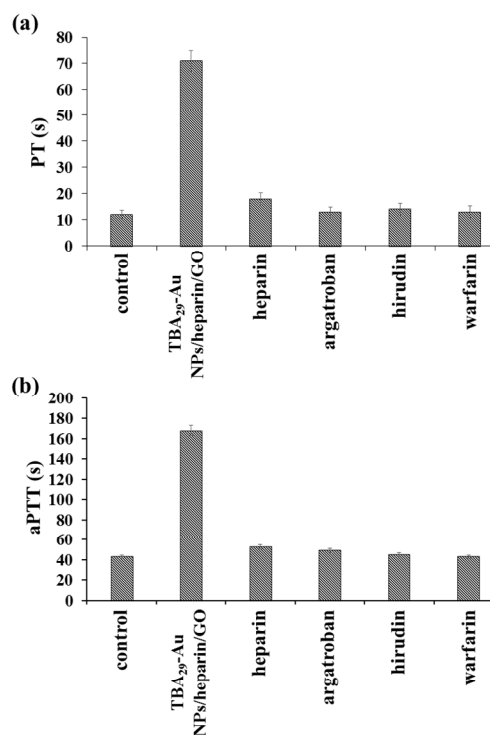 (a)
80
70
60
50
40
30
20
10
0
PT (s)
control
TBA₂₉-Au
NPs/heparin/GO
heparin
argatroban
hirudin
warfarin
(b)
200
180
160
140
120
100
80
60
40
20
0
aPTT (s)
control
TBA₂₉-Au
NPs/heparin/GO
heparin
argatroban
hirudin
warfarin